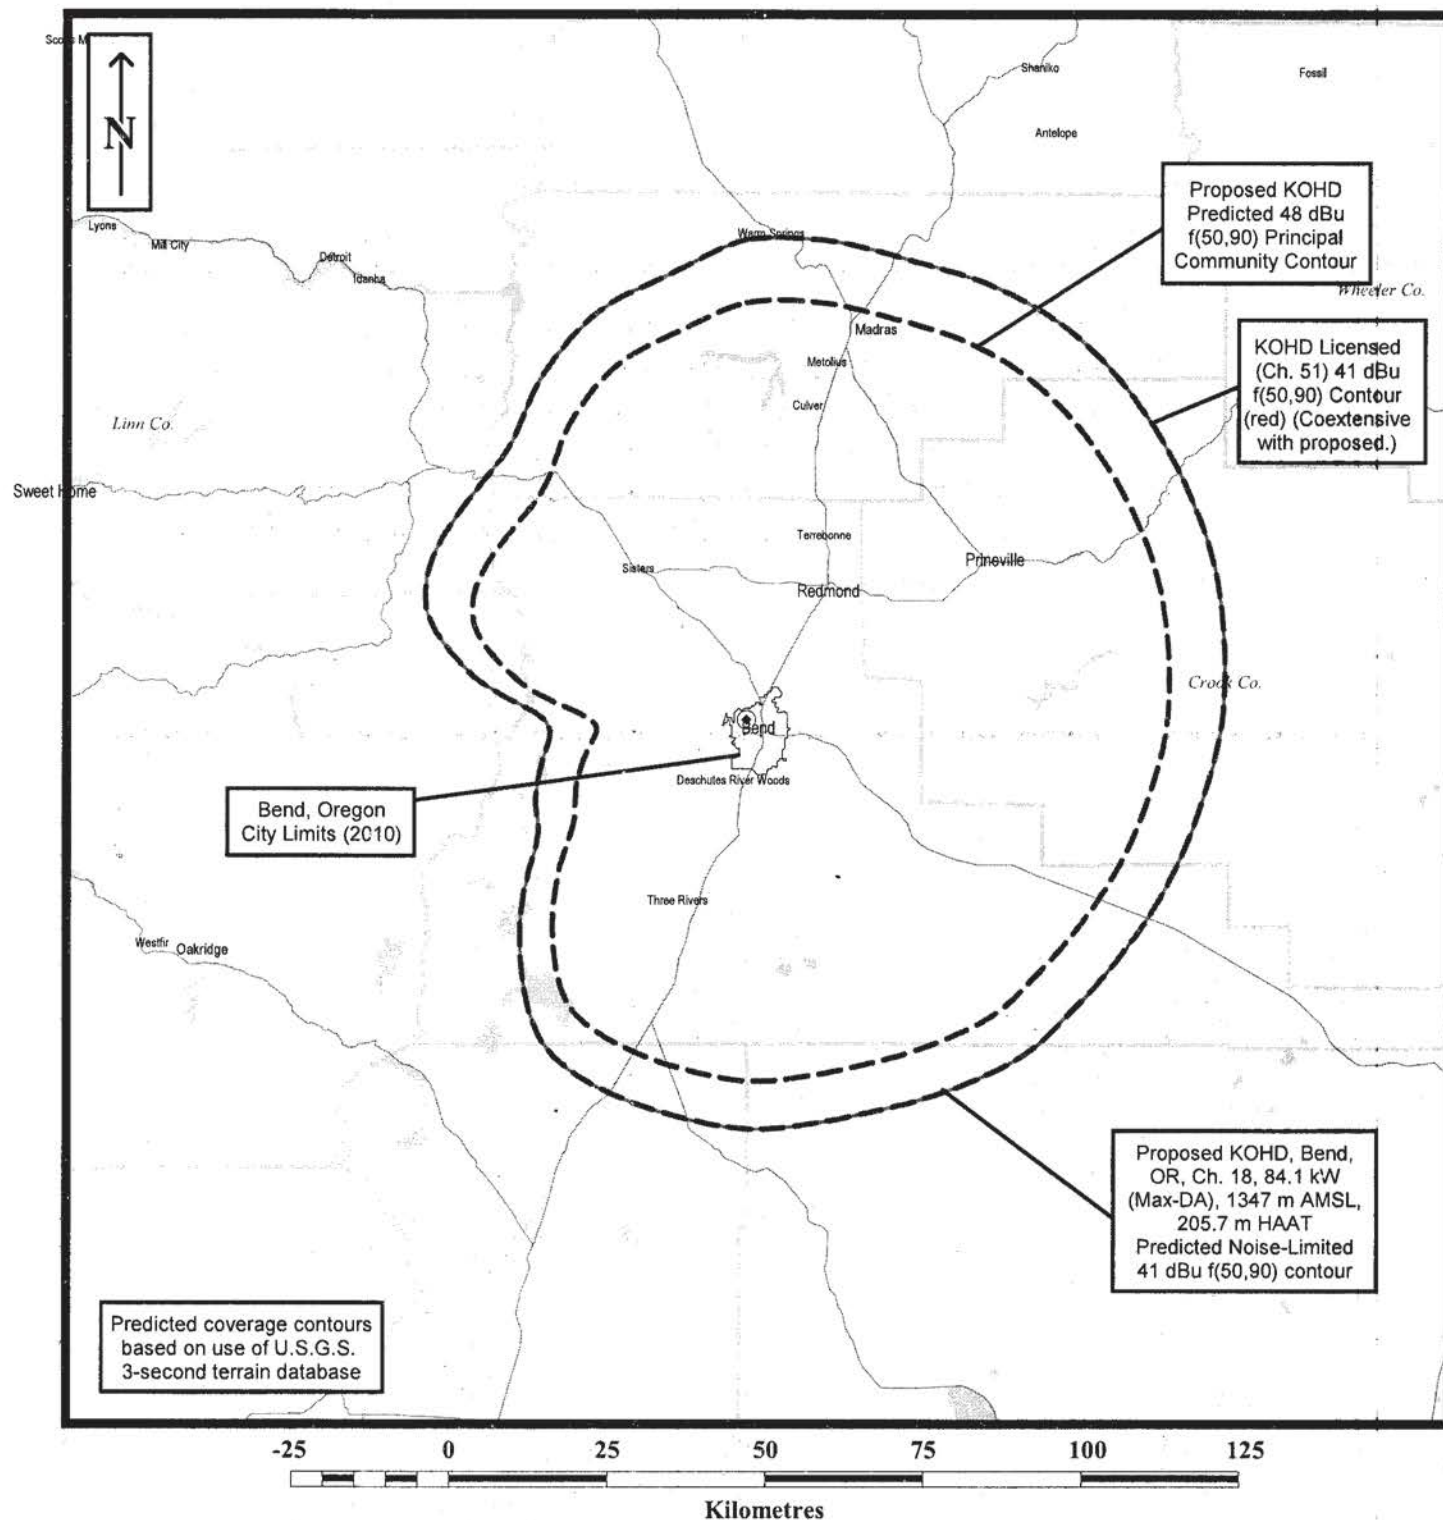 N
Shaniko
Fossil
Antelope
Proposed KOHD
Predicted 48 dBu
f(50,90) Principal
Community Contour
Lyons
Mill City
Detroit
Idanha
Warm Springs
Wheeler Co.
KOHD Licensed
(Ch. 51) 41 dBu
f(50,90) Contour
(red) (Coextensive
with proposed.)
Madras
Metolius
Culver
Linn Co.
Sweet Home
Terrebonne
Prineville
Sisters
Redmond
Crook Co.
Bend
Deschutes River Woods
Bend, Oregon
City Limits (2010)
Three Rivers
Westfir
Oakridge
Proposed KOHD, Bend,
OR, Ch. 18, 84.1 kW
(Max-DA), 1347 m AMSL,
205.7 m HAAT
Predicted Noise-Limited
41 dBu f(50,90) contour
Predicted coverage contours
based on use of U.S.G.S.
3-second terrain database
-25 0 25 50 75 100 125
Kilometres